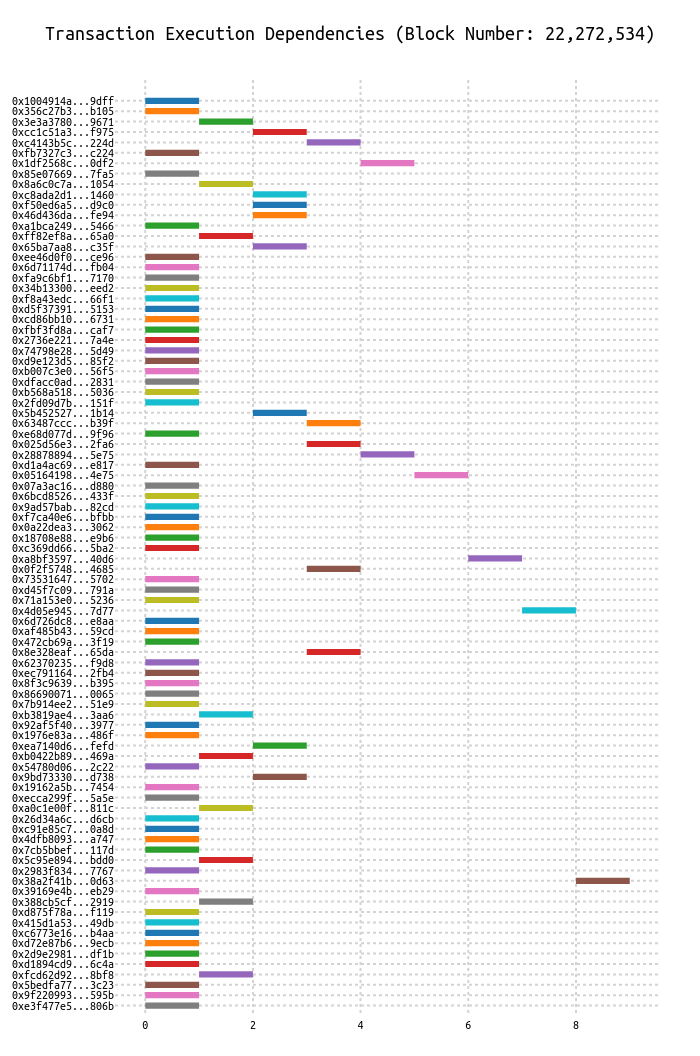 Transaction Execution Dependencies (Block Number: 22,272,534)
0x1004914a...9dff
0x356c27b3...b105
0x3e3a3780...9671
0xcc1c51a3...f975
0xc4143b5c...224d
0xfb7327c3...c224
0x1df2568c...0df2
0x85e07669...7fa5
0x8a6c0c7a...1054
0xc8ada2d1...1460
0xf50ed6a5...d9c0
0x46d436da...fe94
0xa1bca249...5466
0xff82ef8a...65a0
0x65ba7aa8...c35f
0xee46d0f0...ce96
0x6d71174d...fb04
0xfa9c6bf1...7170
0x34b13300...eed2
0xf8a43edc...66f1
0xd5f37391...5153
0xcd86bb10...6731
0xfbf3fd8a...caf7
0x2736e221...7a4e
0x74798e28...5d49
0xd9e123d5...85f2
0xb007c3e0...56f5
0xdfacc0ad...2831
0xb568a518...5036
0x2fd09d7b...151f
0x5b452527...1b14
0x63487ccc...b39f
0xe68d077d...9f96
0x025d56e3...2fa6
0x28878894...5e75
0xd1a4ac69...e817
0x05164198...4e75
0x07a3ac16...d880
0x6bcd8526...433f
0x9ad57bab...82cd
0xf7ca40e6...bfbb
0x0a22dea3...3062
0x18708e88...e9b6
0xc369dd66...5ba2
0xa8bf3597...40d6
0x0f2f5748...4685
0x73531647...5702
0xd45f7c09...791a
0x71a153e0...5236
0x4d05e945...7d77
0x6d726dc8...e8aa
0xaf485b43...59cd
0x472cb69a...3f19
0x8e328eaf...65da
0x62370235...f9d8
0xec791164...2fb4
0x8f3c9639...b395
0x86690071...0065
0x7b914ee2...51e9
0xb3819ae4...3aa6
0x92af5f40...3977
0x1976e83a...486f
0xea7140d6...fefd
0xb0422b89...469a
0x54780d06...2c22
0x9bd73330...d738
0x19162a5b...7454
0xecca299f...5a5e
0xa0c1e00f...811c
0x26d34a6c...d6cb
0xc91e85c7...0a8d
0x4dfb8093...a747
0x7cb5bbef...117d
0x5c95e894...bdd0
0x2983f834...7767
0x38a2f41b...0d63
0x39169e4b...eb29
0x388cb5cf...2919
0xd875f78a...f119
0x415d1a53...49db
0xc6773e16...b4aa
0xd72e87b6...9ecb
0x2d9e2981...df1b
0xd1894cd9...6c4a
0xfcd62d92...8bf8
0x5bedfa77...3c23
0x9f220993...595b
0xe3f477e5...806b
0 2 4 6 8